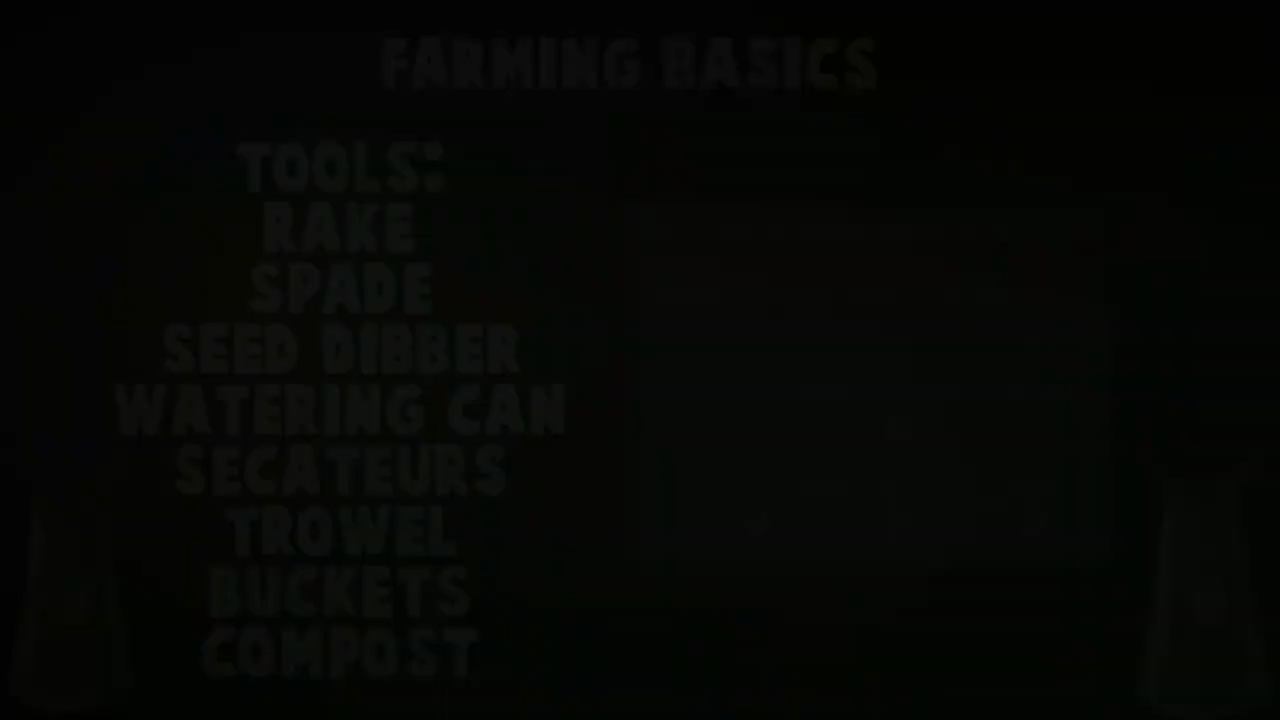 FARMING BASICS
TOOLS:
RAKE
SPADE
SEED DIBBER
WATERING CAN
SECATEURS
TROWEL
BUCKETS
COMPOST